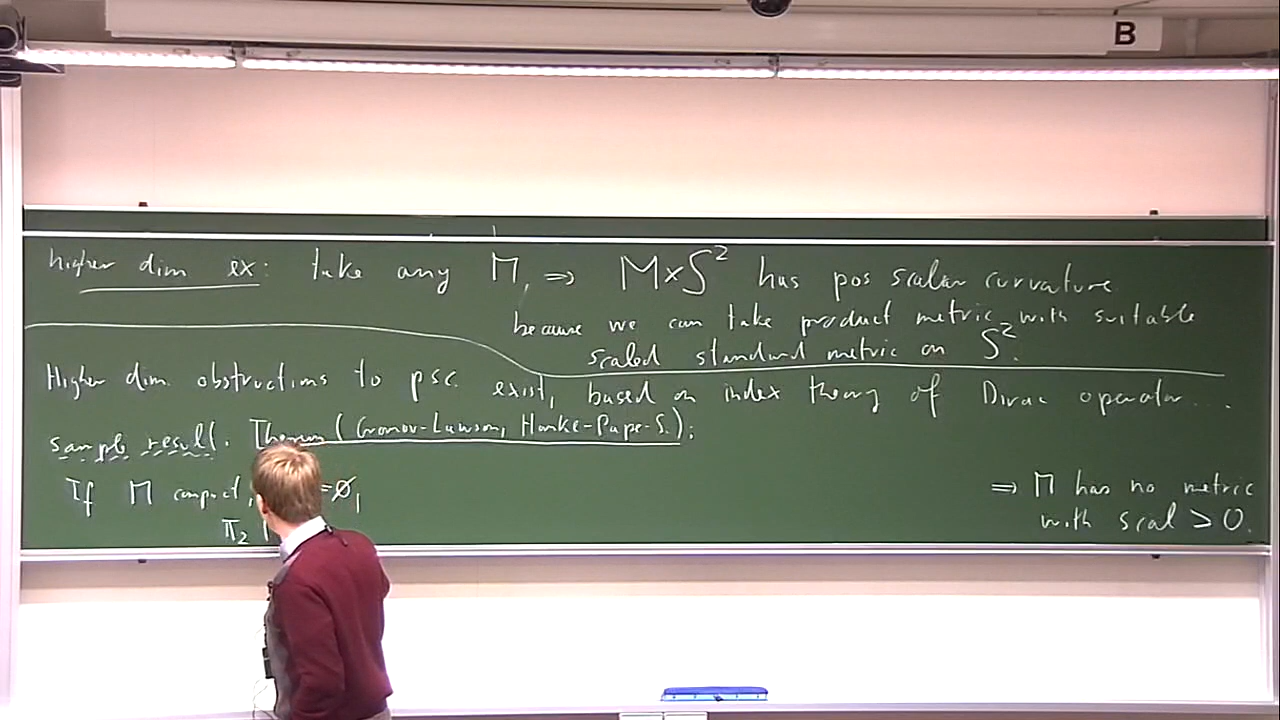 B
higher dim ex: take any M, ⇒ M×S² has pos scalar curvature
because we can take product metric with suitable
scaled standard metric on S².
Higher dim. obstructions to psc. exist, based on index theory of Dirac operator...
sample result. Theorem (Gromov-Lawson, Hanke-Pape-S.):
If M compact, =∅, ⇒ M has no metric
π₂ with scal > 0.